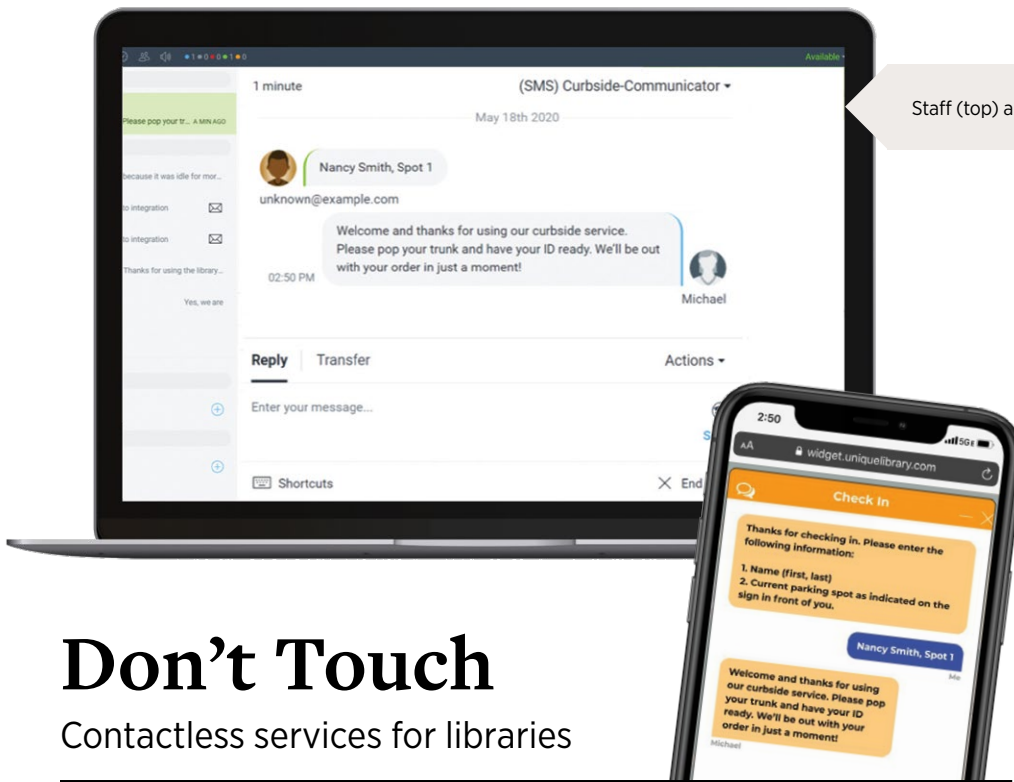 ● 1 ● 0 ● 0 ● 1 ● 0
Available
1 minute
(SMS) Curbside-Communicator
May 18th 2020
Please pop your tr... A MIN AGO
because it was idle for mor...
to integration
to integration
Thanks for using the library...
Yes, we are
Nancy Smith, Spot 1
unknown@example.com
Welcome and thanks for using our curbside service.
Please pop your trunk and have your ID ready. We'll be out
with your order in just a moment!
02:50 PM
Michael
Reply
Transfer
Actions
Enter your message...
S
Shortcuts
End
Staff (top) a
2:50
5GE
AA
widget.uniquelibrary.com
Check In
Thanks for checking in. Please enter the
following information:
1. Name (first, last)
2. Current parking spot as indicated on the
sign in front of you.
Nancy Smith, Spot 1
Me
Welcome and thanks for using
our curbside service. Please pop
your trunk and have your ID
ready. We'll be out with your
order in just a moment!
Michael
Don't Touch
Contactless services for libraries